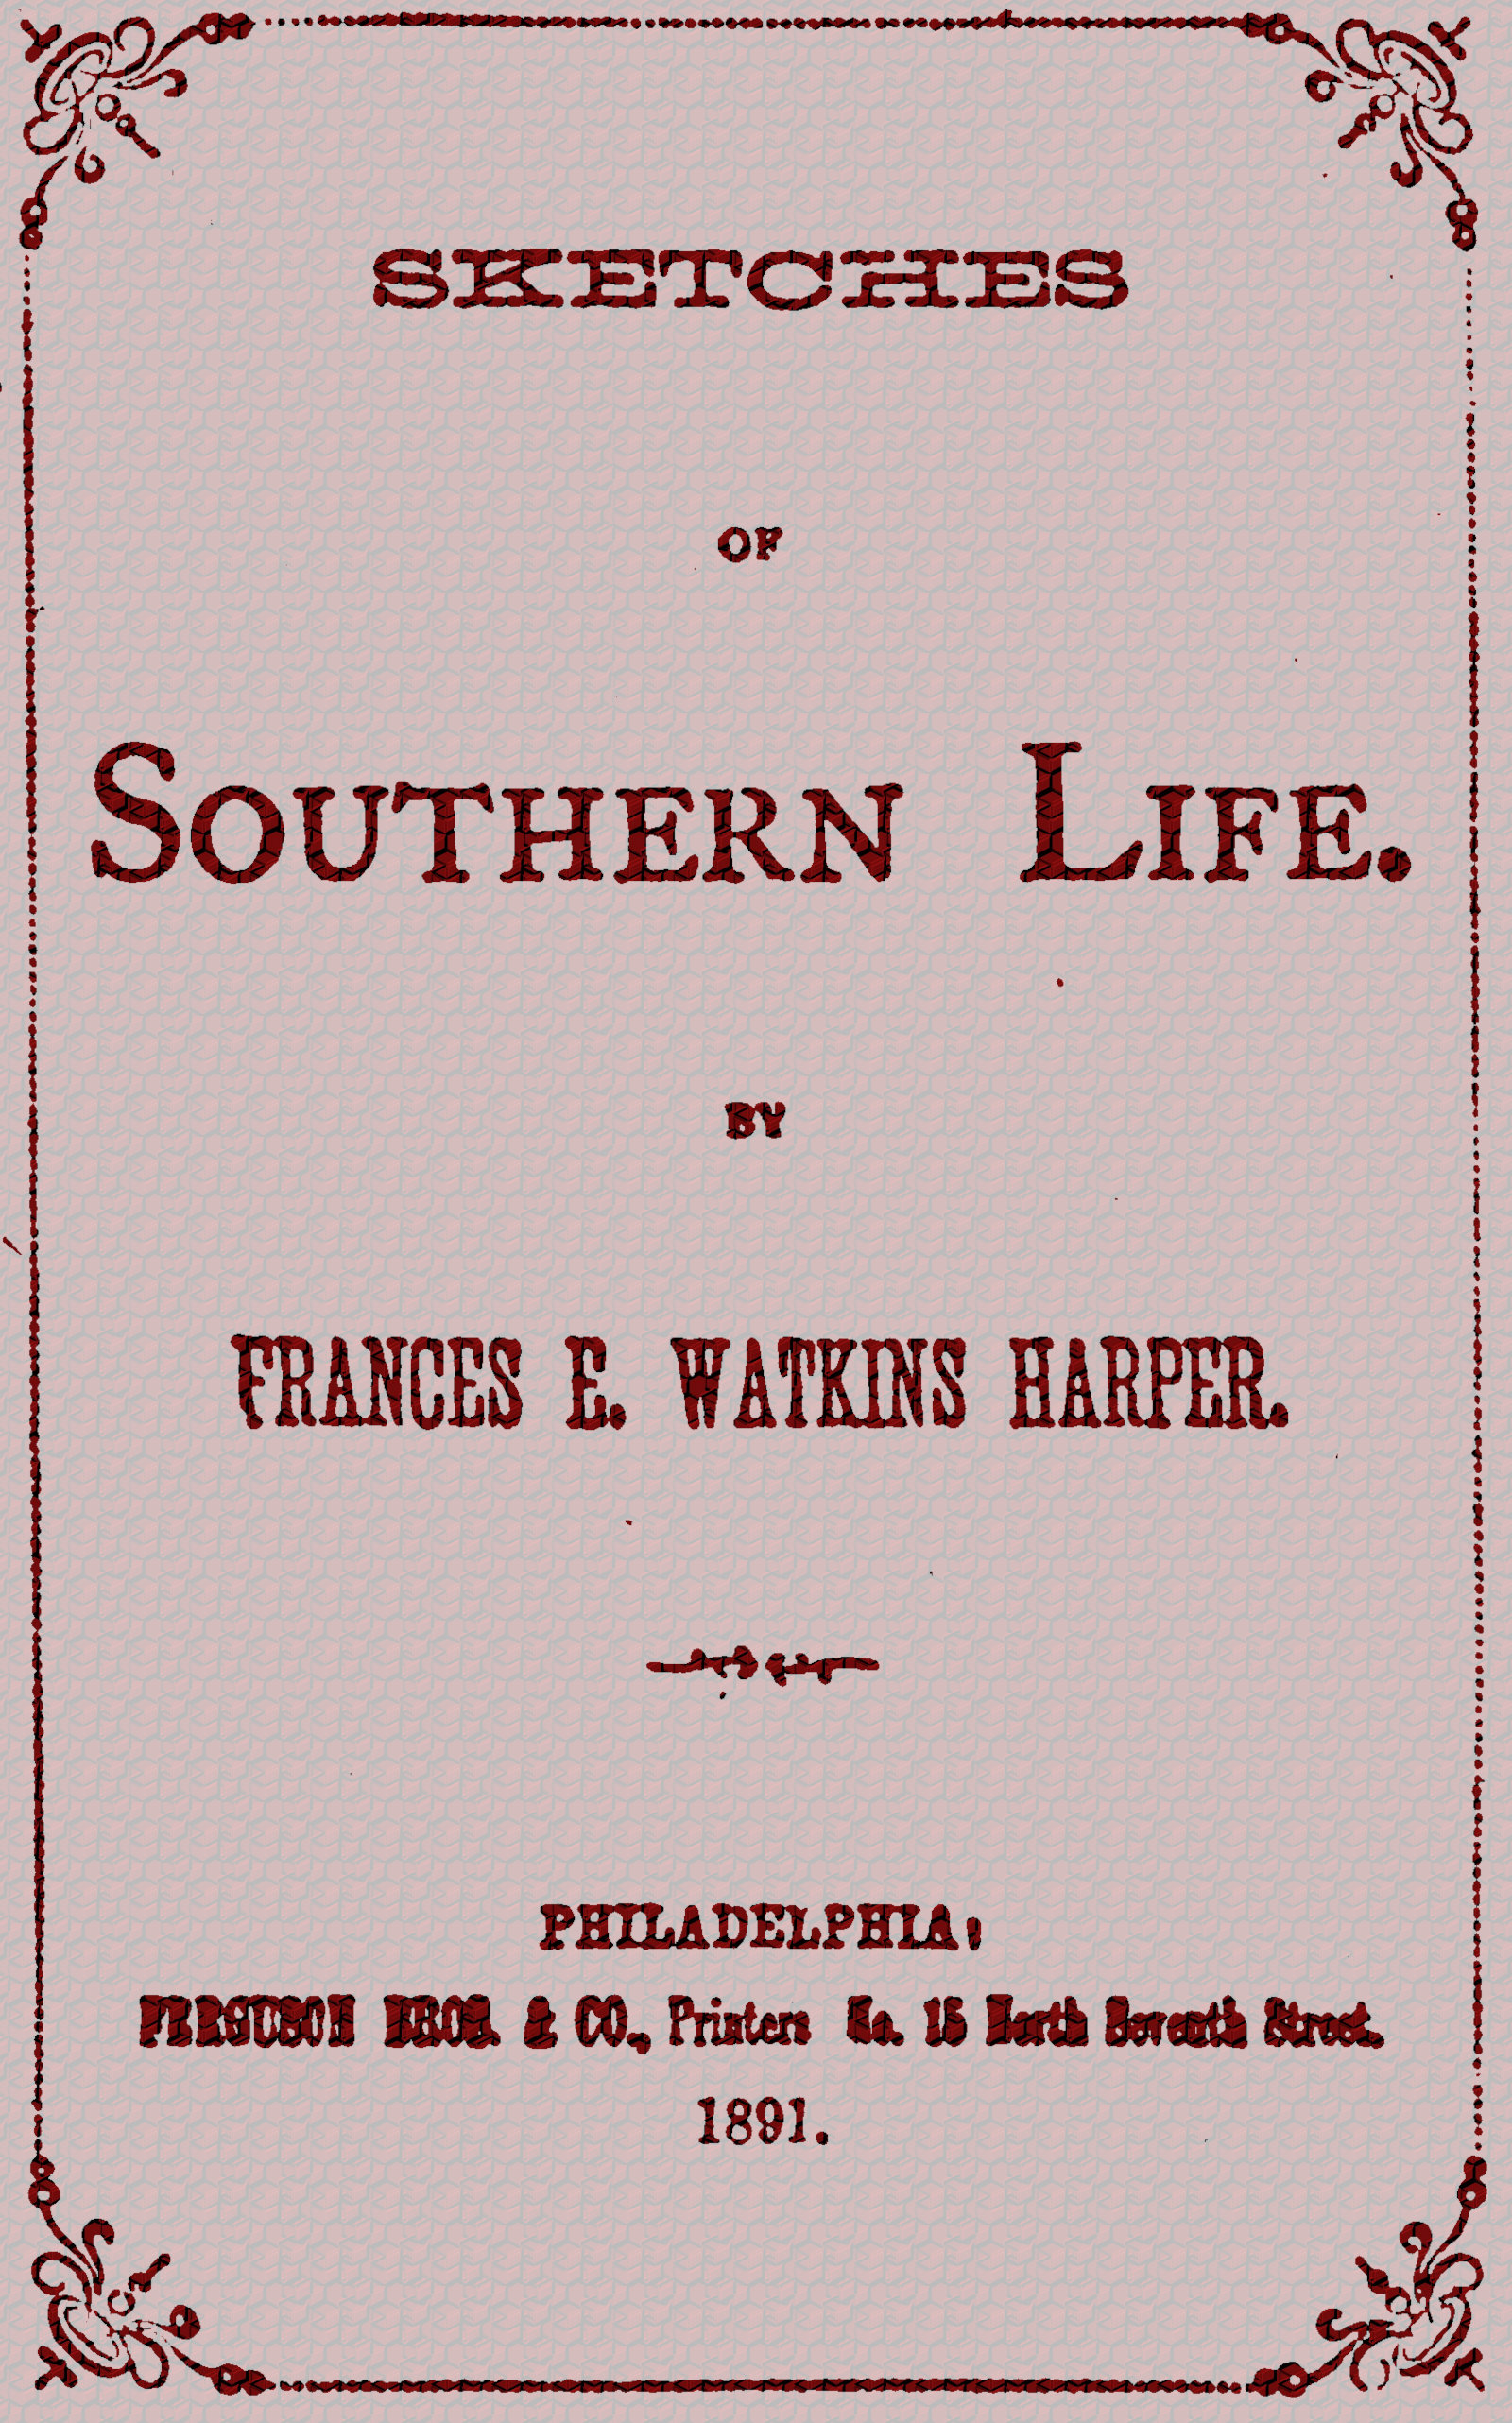 SKETCHES
OF
SOUTHERN LIFE.
BY
FRANCES E. WATKINS HARPER.
PHILADELPHIA:
FERGUSON BROS. & CO., Printers No. 15 North Seventh Street.
1891.